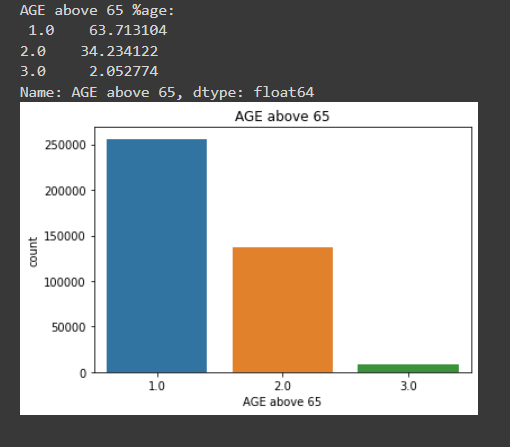 AGE above 65 %age:
1.0    63.713104
2.0    34.234122
3.0     2.052774
Name: AGE above 65, dtype: float64
AGE above 65
250000
200000
150000
100000
50000
0
count
1.0 2.0 3.0
AGE above 65